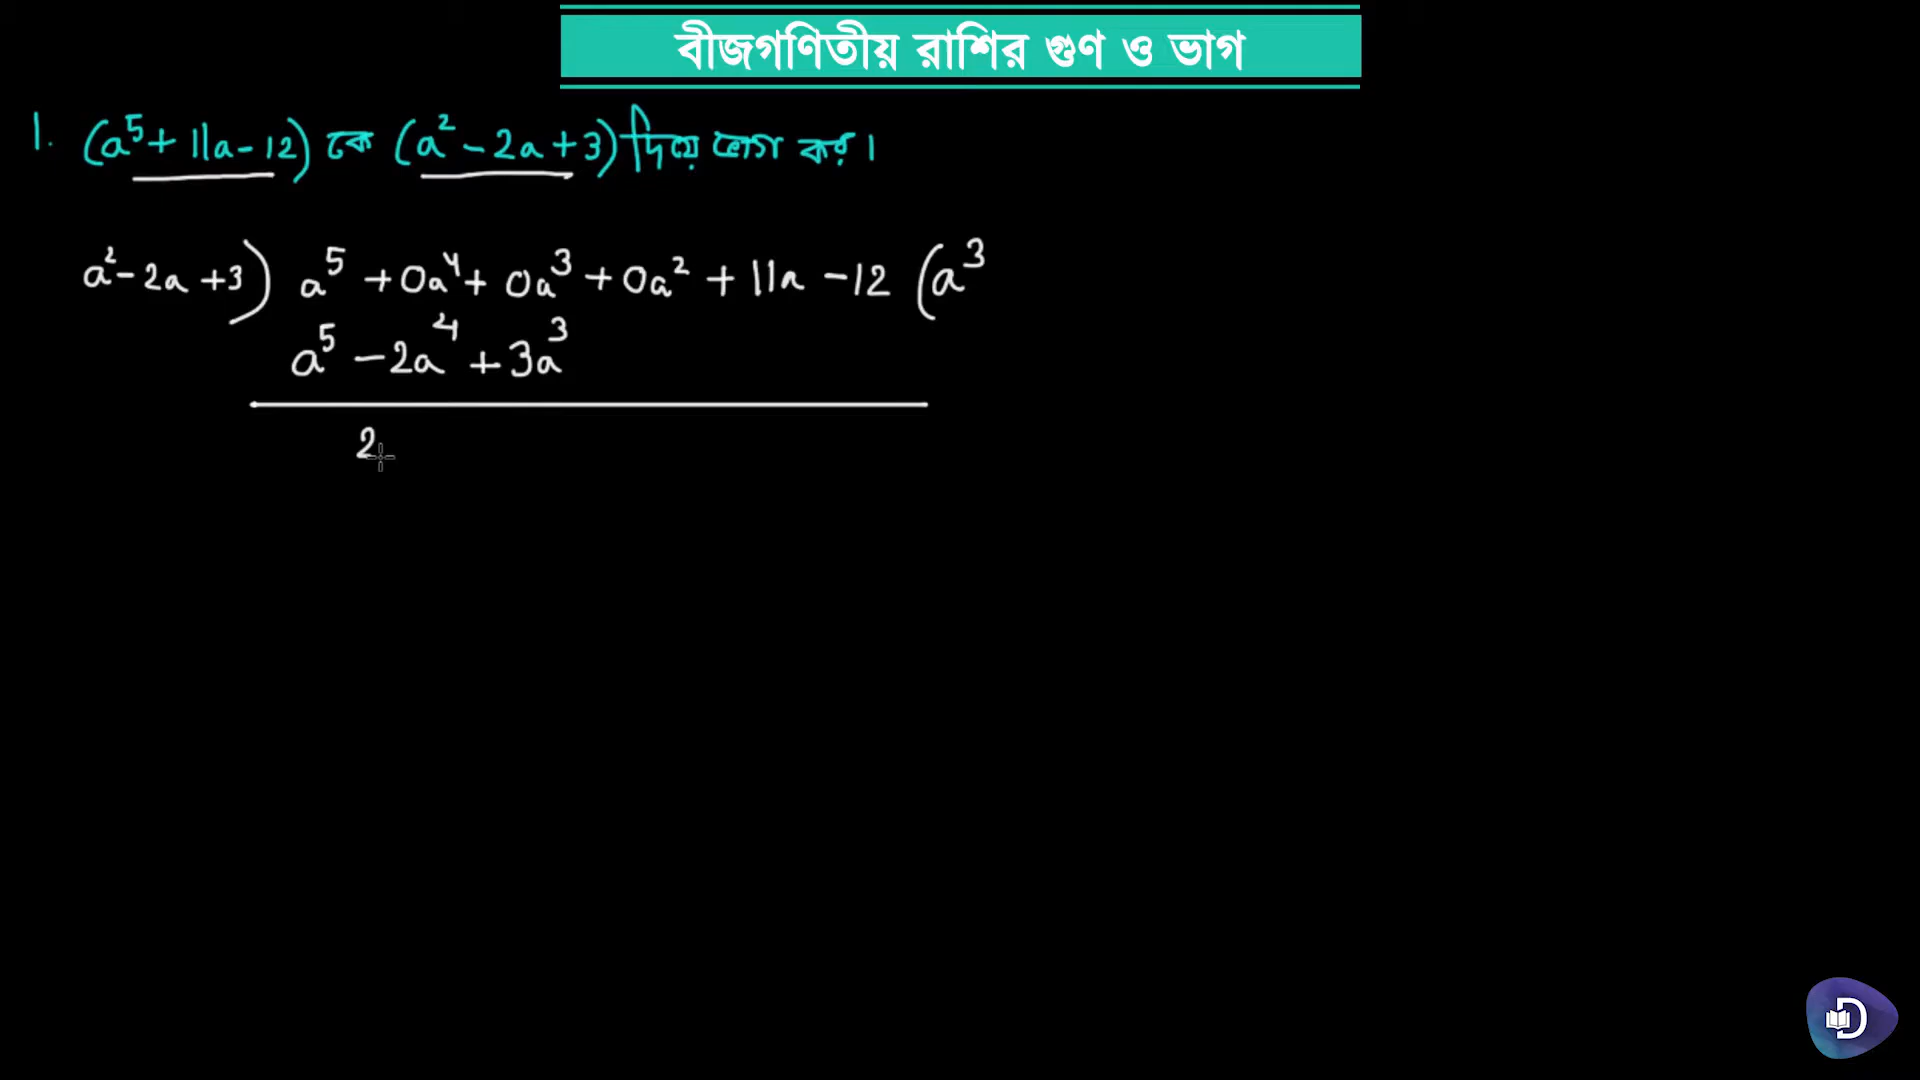 বীজগণিতীয় রাশির গুণ ও ভাগ
1. (a⁵ + 11a - 12) কে (a² - 2a + 3) দিয়ে ভাগ কর।
a² - 2a + 3) a⁵ + 0a⁴ + 0a³ + 0a² + 11a - 12 (a³
a⁵ - 2a⁴ + 3a³
2